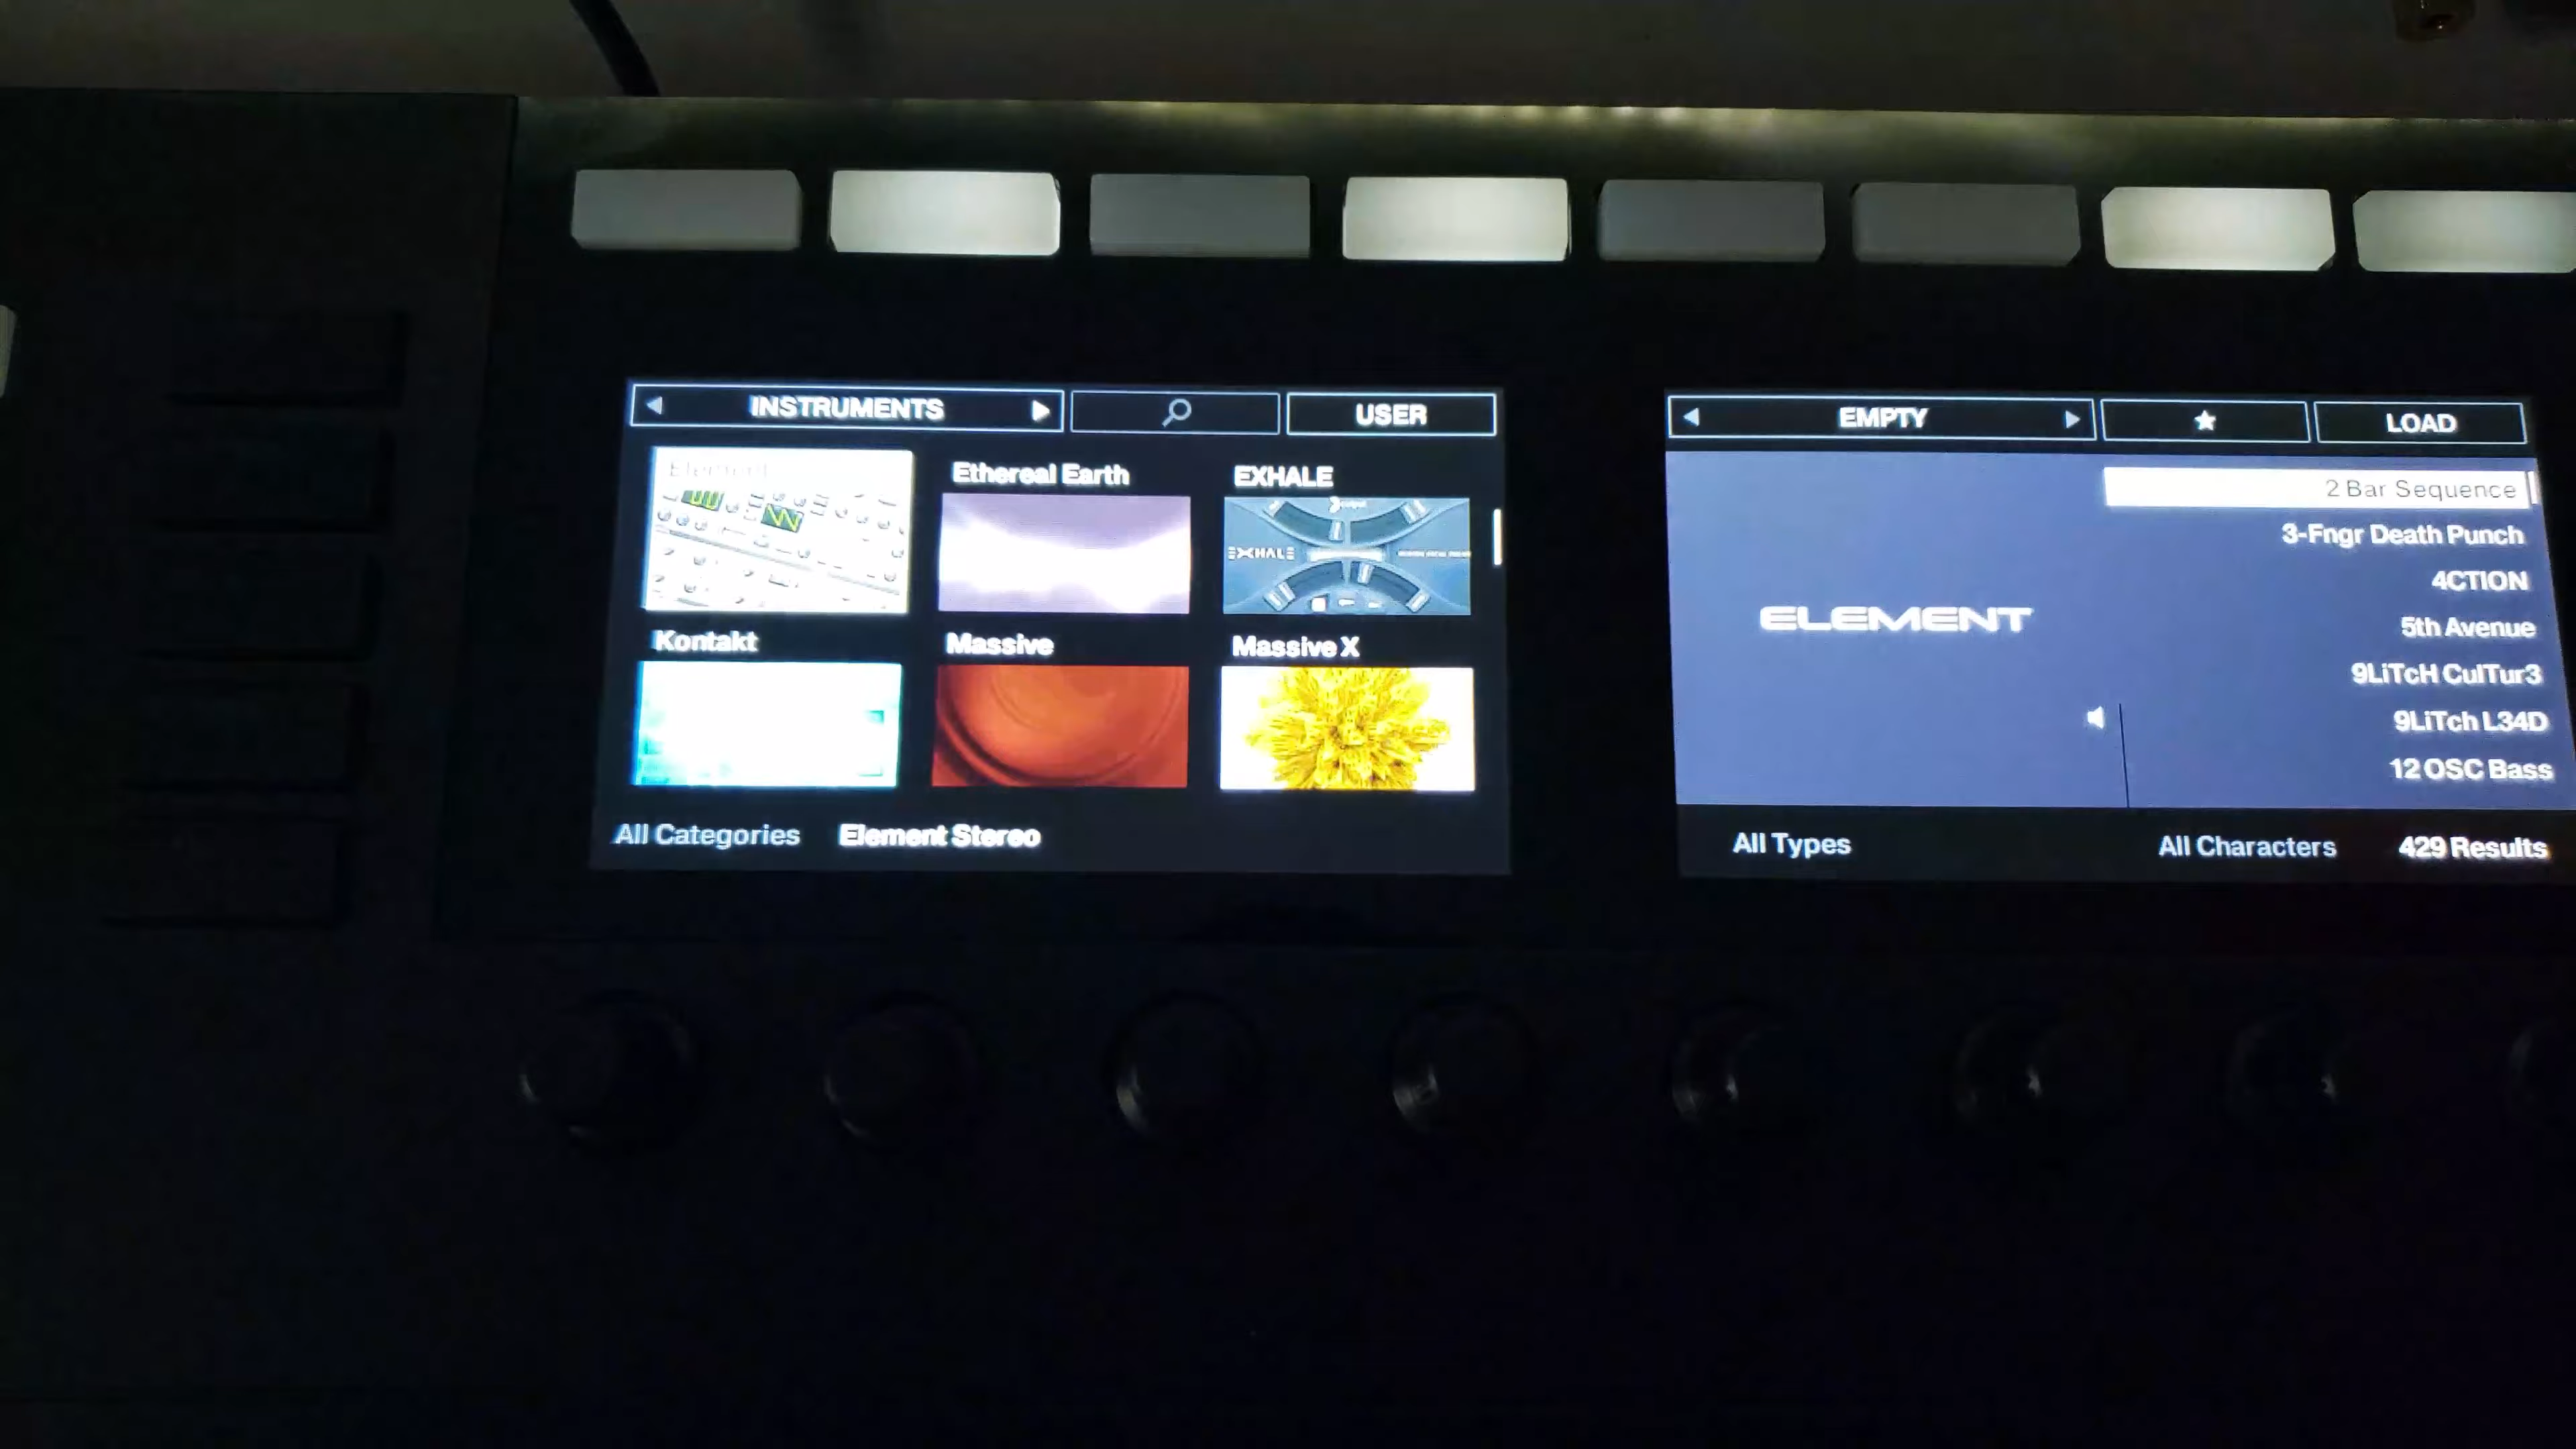 INSTRUMENTS
USER
Element
Ethereal Earth
EXHALE
EXHALE
Kontakt
Massive
Massive X
All Categories
Element Stereo
EMPTY
LOAD
ELEMENT
2 Bar Sequence
3-Fngr Death Punch
4CTION
5th Avenue
9LiTcH CulTur3
9LiTch L34D
12 OSC Bass
All Types
All Characters
429 Results